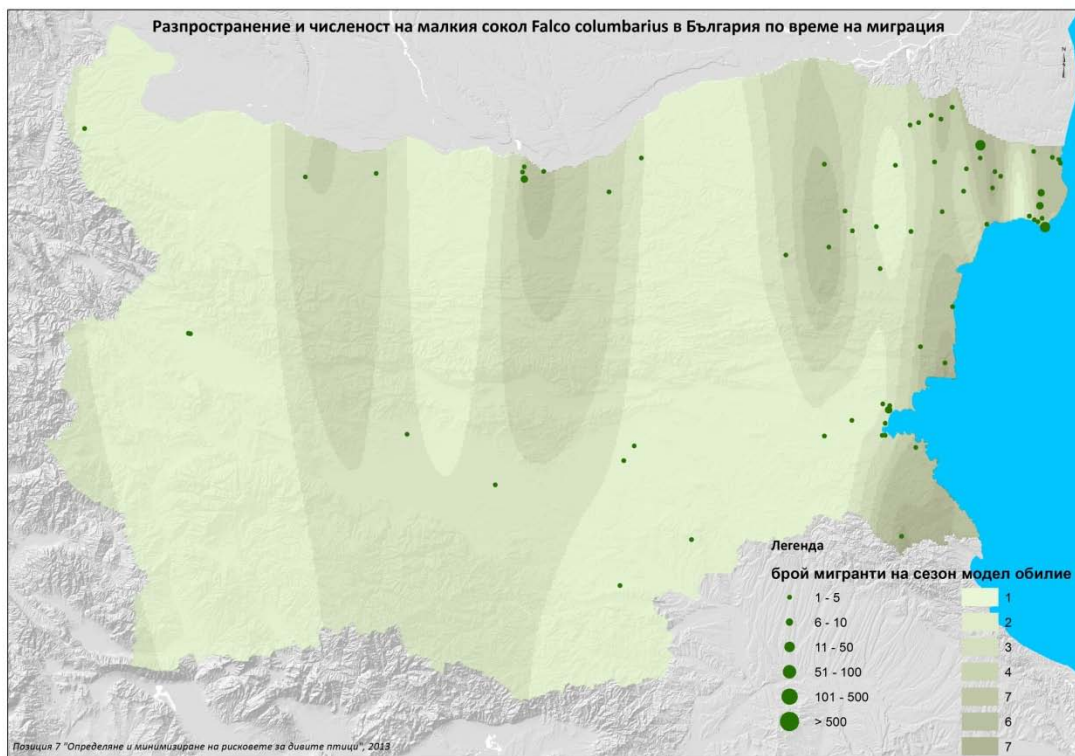 Разпространение и численост на малкия сокол Falco columbarius в България по време на миграция
N
Легенда
брой мигранти на сезон модел обилие
1 - 5 1
6 - 10 2
11 - 50 3
51 - 100 4
101 - 500 7
> 500 6
7
Позиция 7 "Определяне и минимизиране на рисковете за дивите птици", 2013